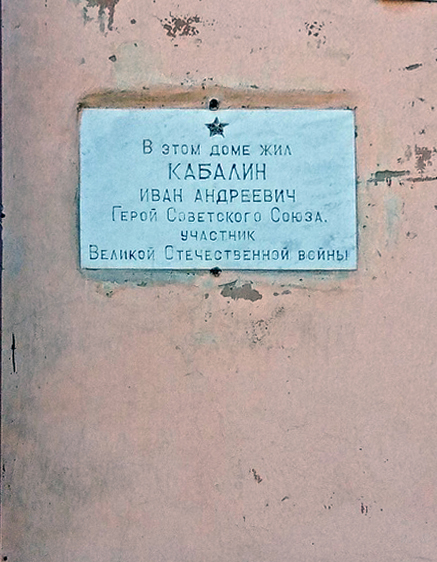 В этом доме жил
КАБАЛИН
ИВАН АНДРЕЕВИЧ
Герой Советского Союза.
участник
Великой Отечественной войны